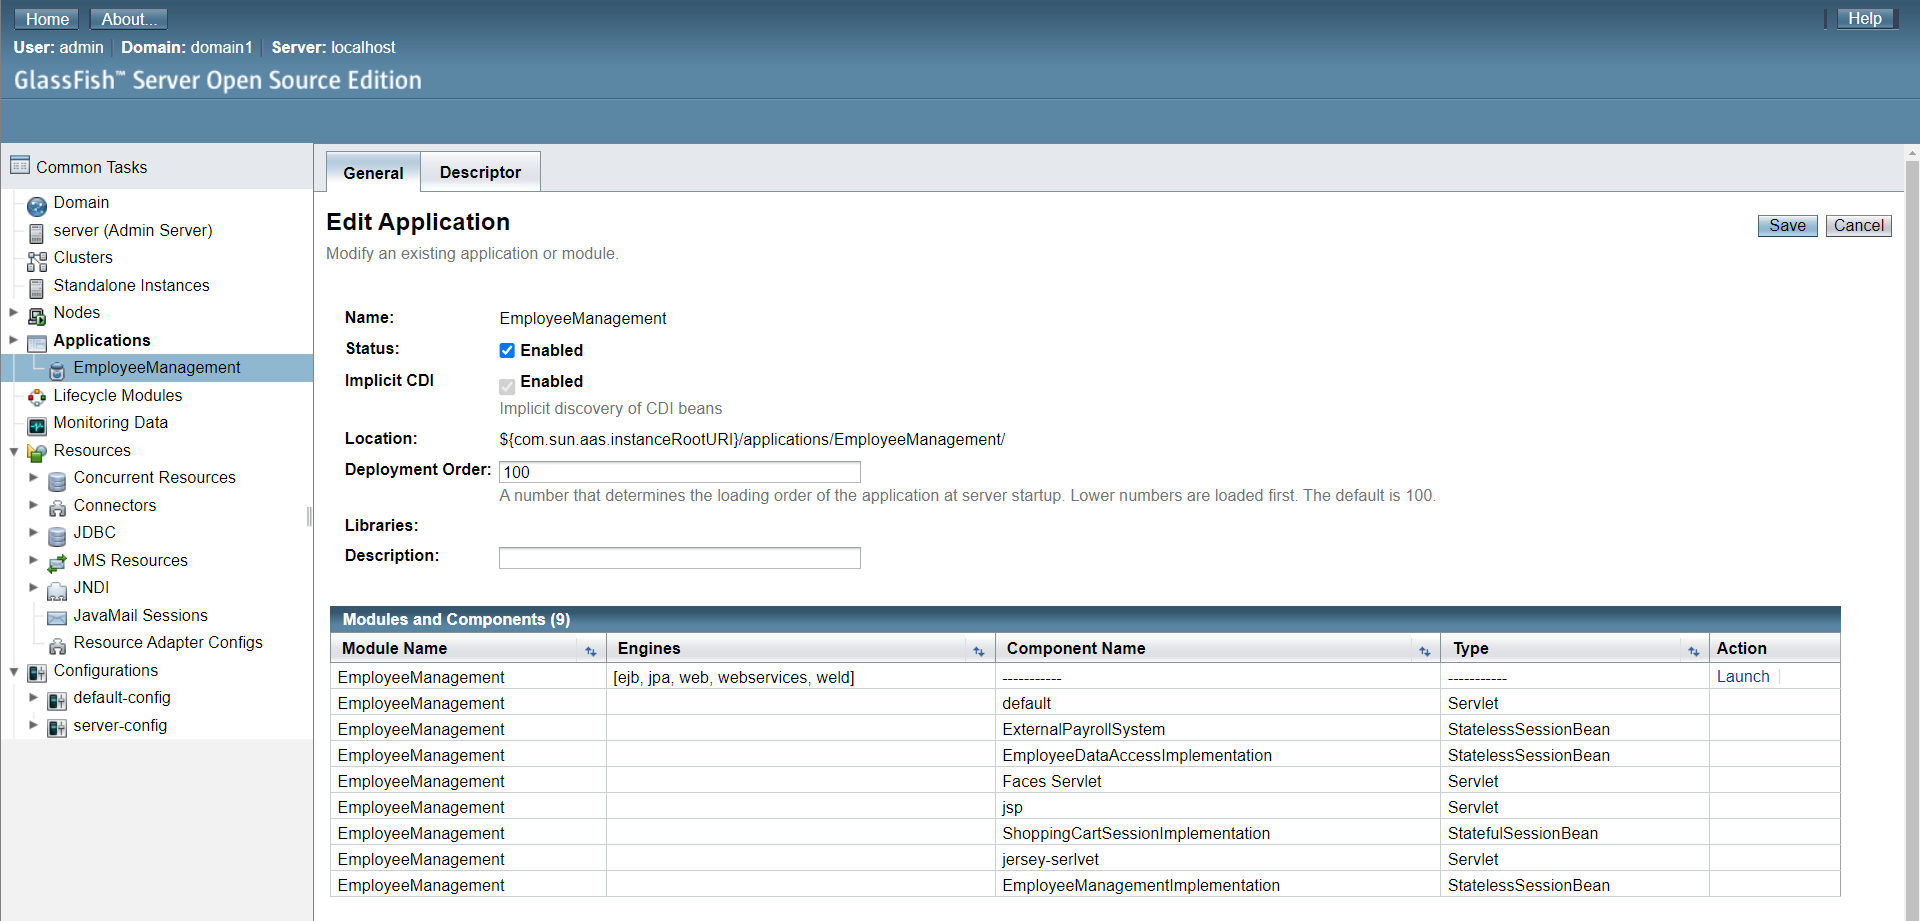 Home About... Help
User: admin Domain: domain1 Server: localhost
GlassFish™ Server Open Source Edition
Common Tasks
Domain
server (Admin Server)
Clusters
Standalone Instances
Nodes
Applications
EmployeeManagement
Lifecycle Modules
Monitoring Data
Resources
Concurrent Resources
Connectors
JDBC
JMS Resources
JNDI
JavaMail Sessions
Resource Adapter Configs
Configurations
default-config
server-config
General Descriptor
Edit Application
Save Cancel
Modify an existing application or module.
Name: EmployeeManagement
Status: Enabled
Implicit CDI Enabled
Implicit discovery of CDI beans
Location: ${com.sun.aas.instanceRootURI}/applications/EmployeeManagement/
Deployment Order: 100
A number that determines the loading order of the application at server startup. Lower numbers are loaded first. The default is 100.
Libraries:
Description:
Modules and Components (9)
Module Name Engines Component Name Type Action
EmployeeManagement [ejb, jpa, web, webservices, weld] ----------- ----------- Launch
EmployeeManagement default Servlet
EmployeeManagement ExternalPayrollSystem StatelessSessionBean
EmployeeManagement EmployeeDataAccessImplementation StatelessSessionBean
EmployeeManagement Faces Servlet Servlet
EmployeeManagement jsp Servlet
EmployeeManagement ShoppingCartSessionImplementation StatefulSessionBean
EmployeeManagement jersey-serlvet Servlet
EmployeeManagement EmployeeManagementImplementation StatelessSessionBean